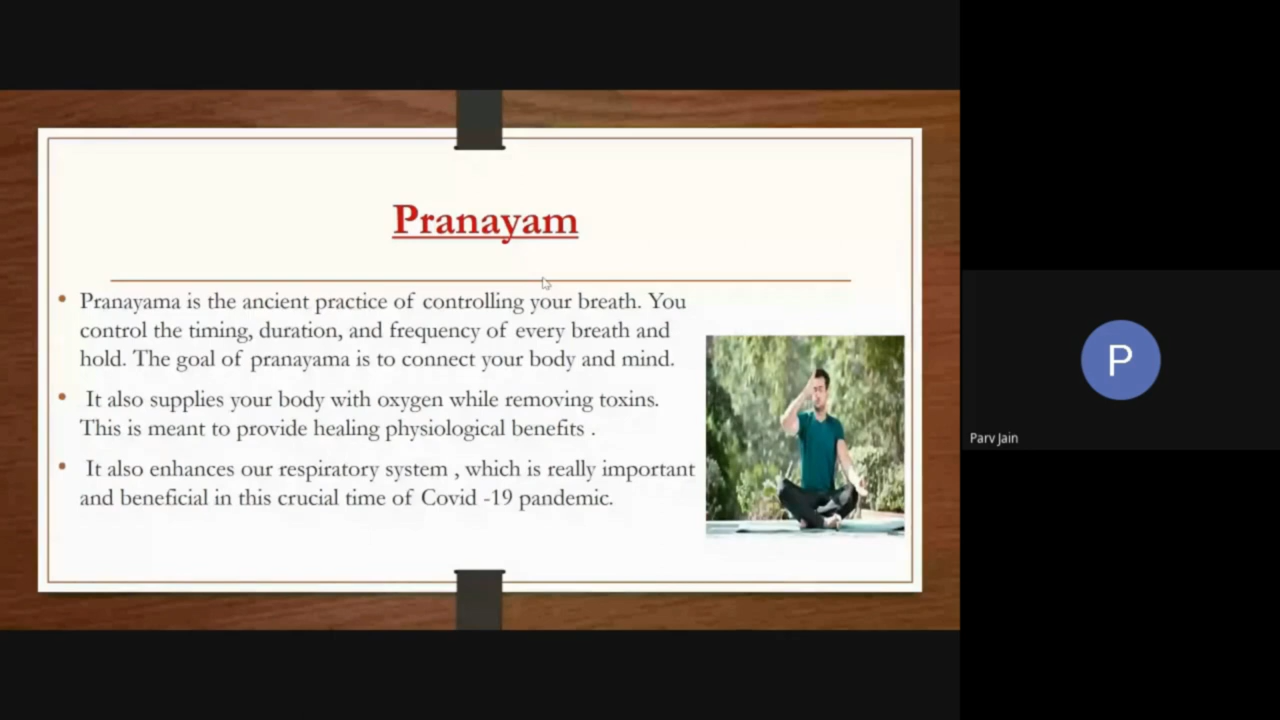 Pranayam
• Pranayama is the ancient practice of controlling your breath. You
control the timing, duration, and frequency of every breath and
hold. The goal of pranayama is to connect your body and mind.
• It also supplies your body with oxygen while removing toxins.
This is meant to provide healing physiological benefits .
• It also enhances our respiratory system , which is really important
and beneficial in this crucial time of Covid -19 pandemic.
P
Parv Jain